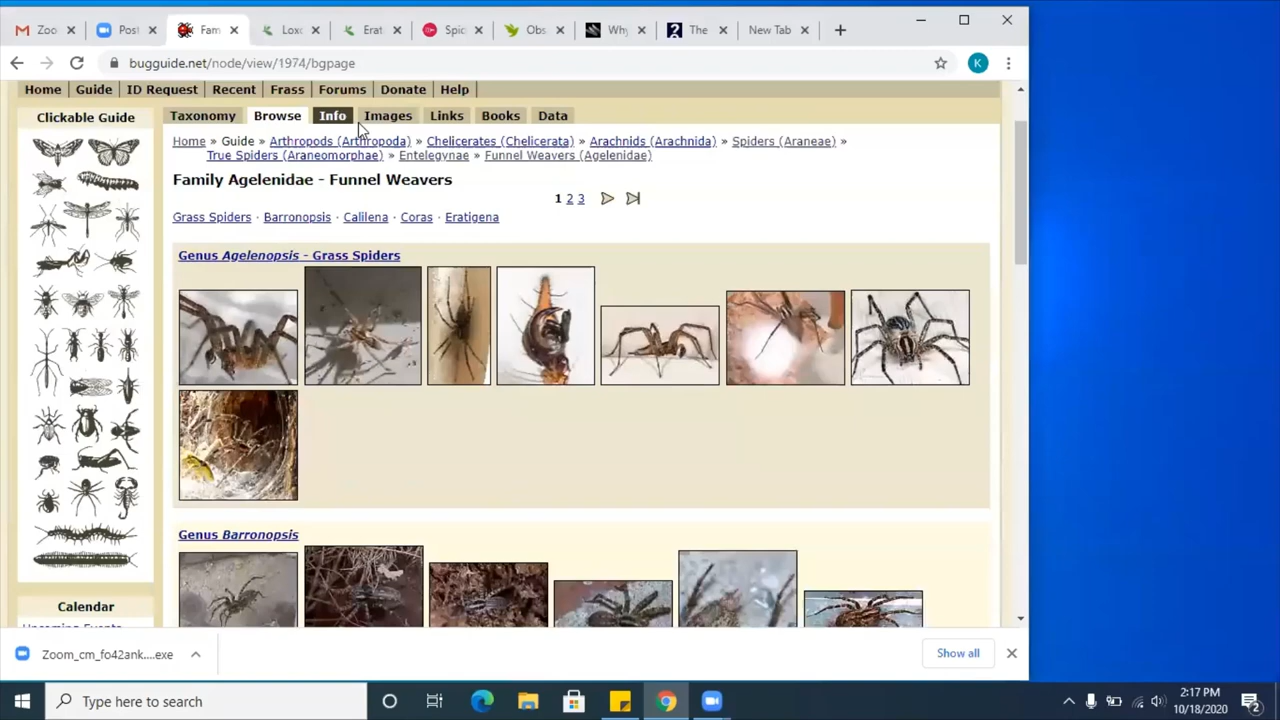 Zoo Post Fam Loxo Erat Spid Obs Why The New Tab
bugguide.net/node/view/1974/bgpage K
Home Guide ID Request Recent Frass Forums Donate Help
Clickable Guide
Taxonomy Browse Info Images Links Books Data
Home » Guide » Arthropods (Arthropoda) » Chelicerates (Chelicerata) » Arachnids (Arachnida) » Spiders (Araneae) »
True Spiders (Araneomorphae) » Entelegynae » Funnel Weavers (Agelenidae)
Family Agelenidae - Funnel Weavers
1 2 3
Grass Spiders · Barronopsis · Calilena · Coras · Eratigena
Genus Agelenopsis - Grass Spiders
Genus Barronopsis
Calendar
Upcoming Events
Zoom_cm_fo42ank....exe
Show all
Type here to search
2:17 PM
10/18/2020
2